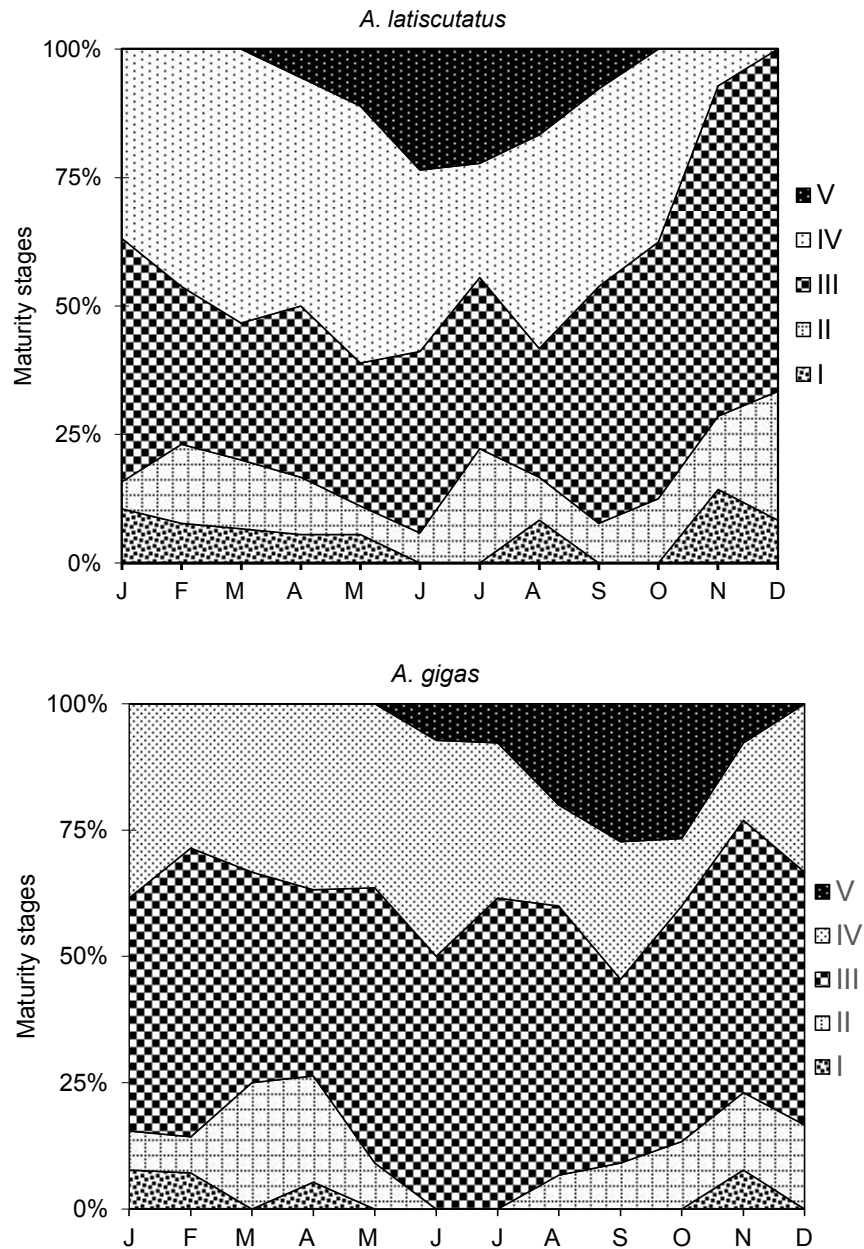 A. latiscutatus
100%
75%
50%
25%
0%
Maturity stages
J F M A M J J A S O N D
V
IV
III
II
I
A. gigas
100%
75%
50%
25%
0%
Maturity stages
J F M A M J J A S O N D
V
IV
III
II
I